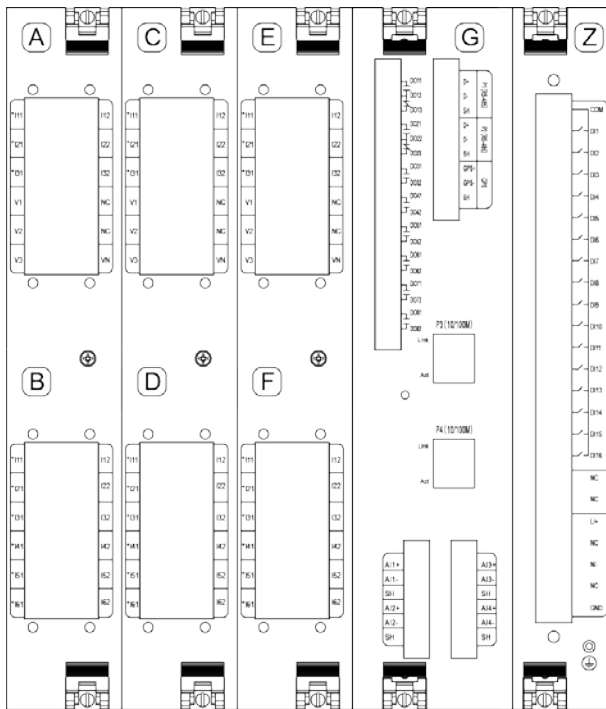 A
C
E
G
Z
*I11 I12
*I21 I22
*I31 I32
V1 NC
V2 NC
V3 VN
*I11 I12
*I21 I22
*I31 I32
V1 NC
V2 NC
V3 VN
*I11 I12
*I21 I22
*I31 I32
V1 NC
V2 NC
V3 VN
B
D
F
*I11 I12
*I21 I22
*I31 I32
*I41 I42
*I51 I52
*I61 I62
*I11 I12
*I21 I22
*I31 I32
*I41 I42
*I51 I52
*I61 I62
*I11 I12
*I21 I22
*I31 I32
*I41 I42
*I51 I52
*I61 I62
DO11
DO12
DO13
DO21
DO22
DO23
DO31
DO32
DO41
DO42
DO51
DO52
DO61
DO62
DO71
DO72
DO81
DO82
D+
D-
SH
P1 (RS-485)
D+
D-
SH
P2 (RS-485)
GPS+
GPS-
SH
GPS
P3 (10/100M)
Link
Act
P4 (10/100M)
Link
Act
AI1+
AI1-
SH
AI2+
AI2-
SH
AI3+
AI3-
SH
AI4+
AI4-
SH
COM
DI1
DI2
DI3
DI4
DI5
DI6
DI7
DI8
DI9
DI10
DI11
DI12
DI13
DI14
DI15
DI16
NC
NC
L/+
NC
N/-
NC
GND